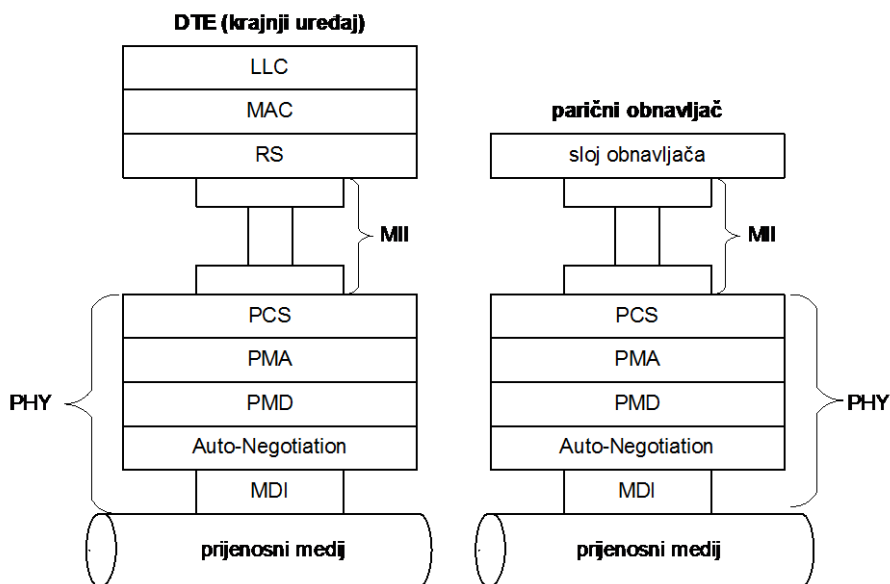 DTE (krajnji uređaj)
LLC
MAC
RS
MII
PCS
PMA
PMD
Auto-Negotiation
MDI
PHY
prijenosni medij
parični obnavljač
sloj obnavljača
MII
PCS
PMA
PMD
Auto-Negotiation
MDI
PHY
prijenosni medij